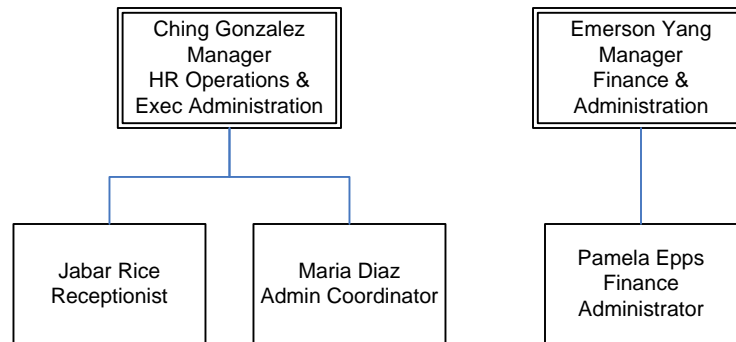 Ching Gonzalez
Manager
HR Operations &
Exec Administration
Emerson Yang
Manager
Finance &
Administration
Jabar Rice
Receptionist
Maria Diaz
Admin Coordinator
Pamela Epps
Finance
Administrator